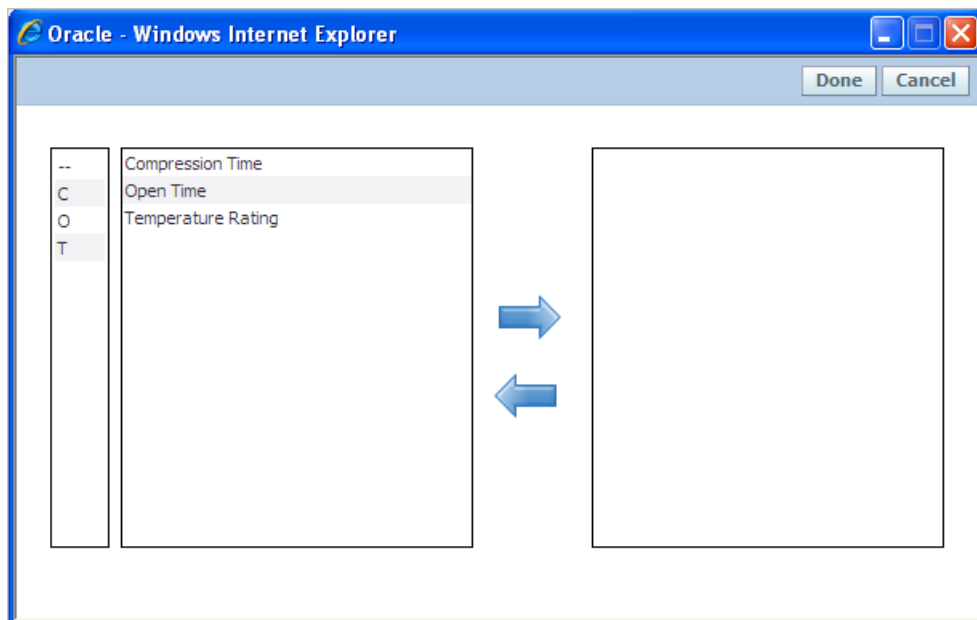 Oracle - Windows Internet Explorer
Done Cancel
--
C
O
T
Compression Time
Open Time
Temperature Rating